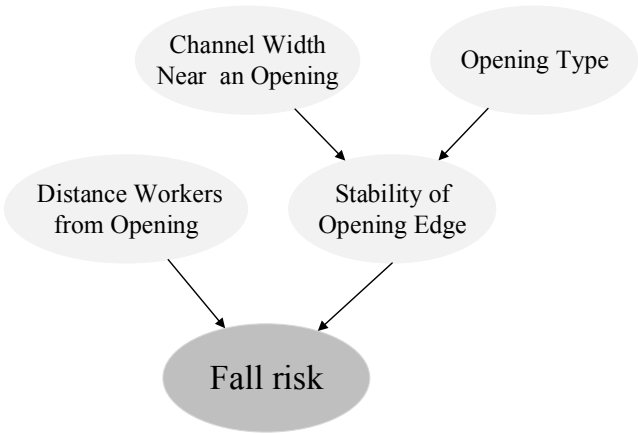 Channel Width
Near an Opening
Opening Type
Distance Workers
from Opening
Stability of
Opening Edge
Fall risk